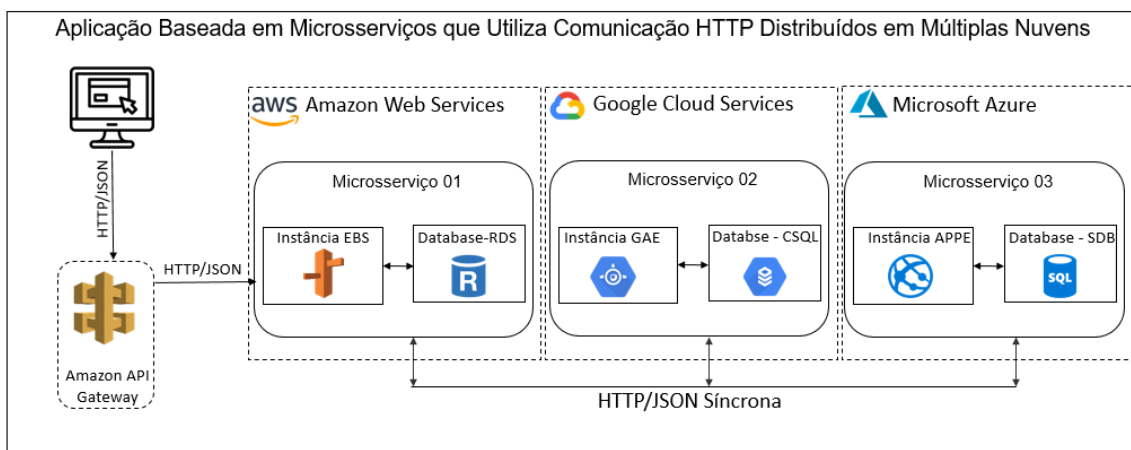 Aplicação Baseada em Microsserviços que Utiliza Comunicação HTTP Distribuídos em Múltiplas Nuvens
aws Amazon Web Services
Google Cloud Services
Microsoft Azure
HTTP/JSON
Microsserviço 01
Microsserviço 02
Microsserviço 03
Instância EBS
Database-RDS
R
Instância GAE
Databse - CSQL
Instância APPE
Database - SDB
SQL
HTTP/JSON
Amazon API
Gateway
HTTP/JSON Síncrona